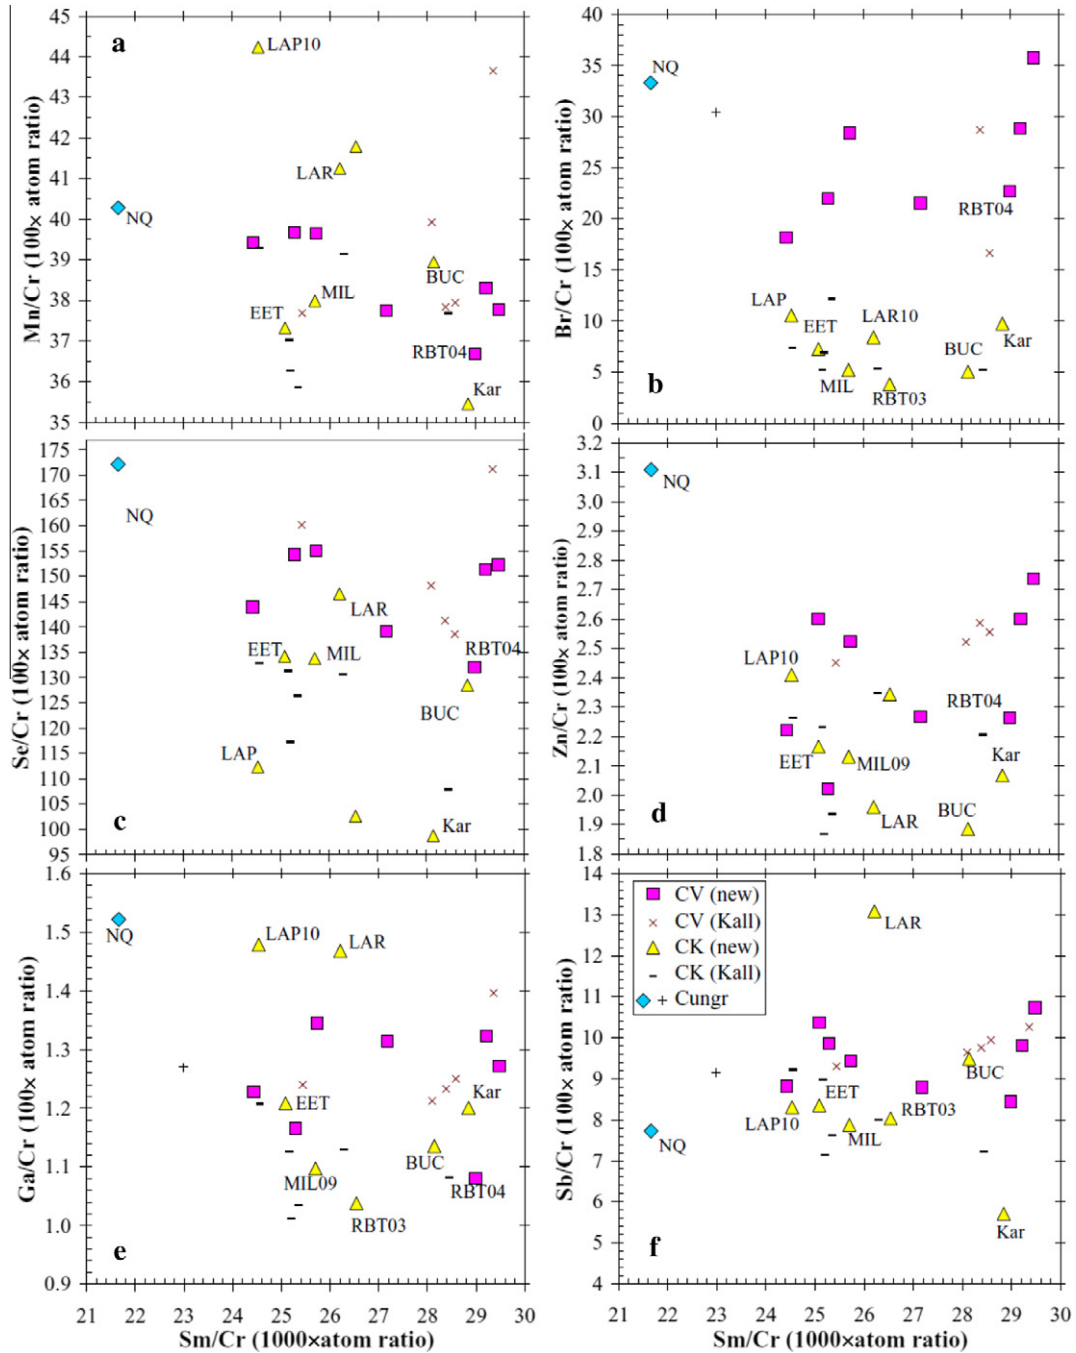 a
45
44
43
42
41
40
39
38
37
36
35
Mn/Cr (100× atom ratio)
LAP10
LAR
NQ
BUC
MIL
EET
RBT04
Kar
b
40
35
30
25
20
15
10
5
0
Br/Cr (100× atom ratio)
NQ
RBT04
LAP
EET
LAR10
Kar
BUC
MIL
RBT03
c
175
170
165
160
155
150
145
140
135
130
125
120
115
110
105
100
95
Se/Cr (100× atom ratio)
NQ
LAR
EET
MIL
RBT04
BUC
LAP
Kar
d
3.2
3.1
3.0
2.9
2.8
2.7
2.6
2.5
2.4
2.3
2.2
2.1
2.0
1.9
1.8
Zn/Cr (100× atom ratio)
NQ
LAP10
RBT04
EET
MIL09
Kar
LAR
BUC
e
1.6
1.5
1.4
1.3
1.2
1.1
1.0
0.9
Ga/Cr (100× atom ratio)
NQ
LAP10
LAR
EET
Kar
BUC
MIL09
RBT04
RBT03
21 22 23 24 25 26 27 28 29 30
Sm/Cr (1000×atom ratio)
f
14
13
12
11
10
9
8
7
6
5
4
Sb/Cr (100× atom ratio)
CV (new)
CV (Kall)
CK (new)
CK (Kall)
+ Cungr
LAR
BUC
EET
RBT03
LAP10
MIL
NQ
Kar
21 22 23 24 25 26 27 28 29 30
Sm/Cr (1000×atom ratio)